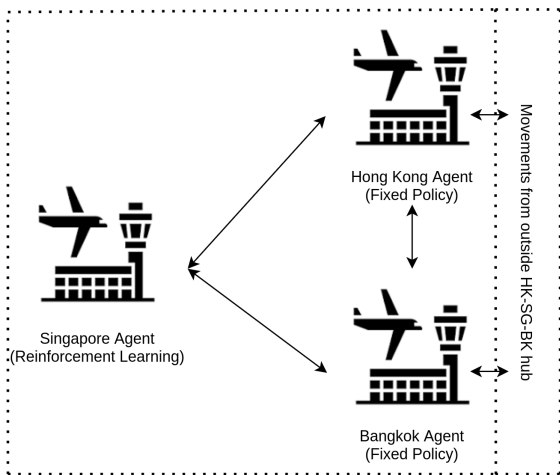 Hong Kong Agent
(Fixed Policy)
Movements from outside HK-SG-BK hub
Singapore Agent
(Reinforcement Learning)
Bangkok Agent
(Fixed Policy)